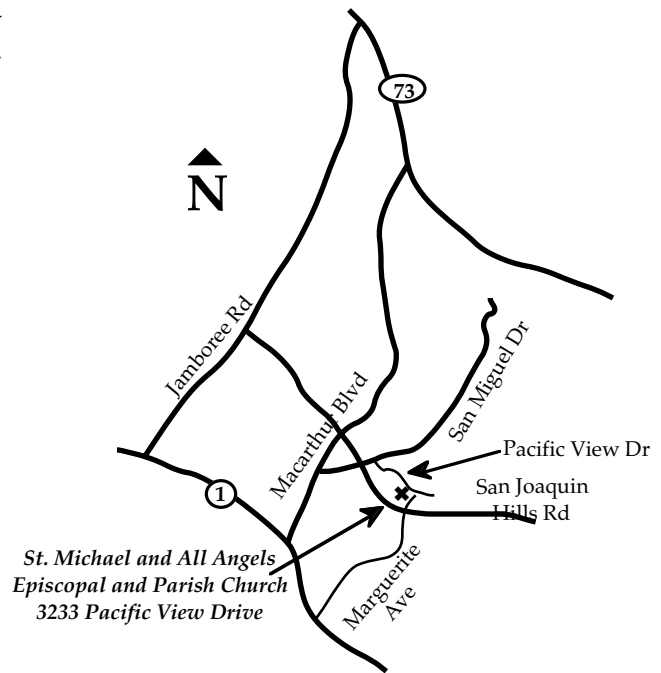 73
N
Jamboree Rd
San Miguel Dr
Macarthur Blvd
Pacific View Dr
San Joaquin
Hills Rd
1
St. Michael and All Angels
Episcopal and Parish Church
3233 Pacific View Drive
Marguerite
Ave